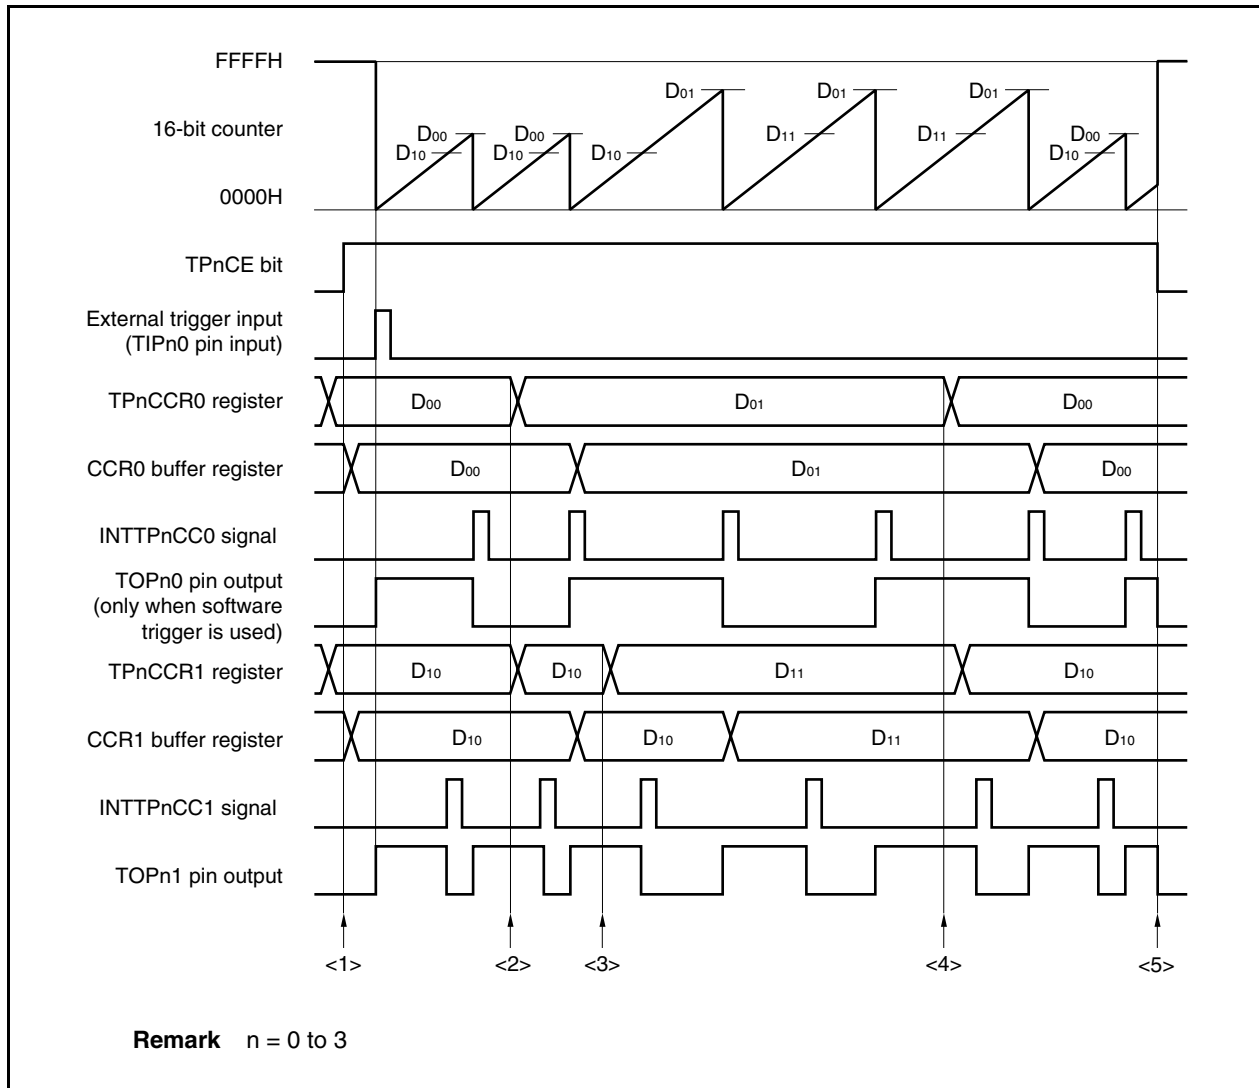 FFFFH
D01 D01 D01
16-bit counter
D00 D00 D11 D11 D00
D10 D10 D10 D10
0000H
TPnCE bit
External trigger input
(TIPn0 pin input)
TPnCCR0 register D00 D01 D00
CCR0 buffer register D00 D01 D00
INTTPnCC0 signal
TOPn0 pin output
(only when software
trigger is used)
TPnCCR1 register D10 D10 D11 D10
CCR1 buffer register D10 D10 D11 D10
INTTPnCC1 signal
TOPn1 pin output
<1> <2> <3> <4> <5>
Remark n = 0 to 3